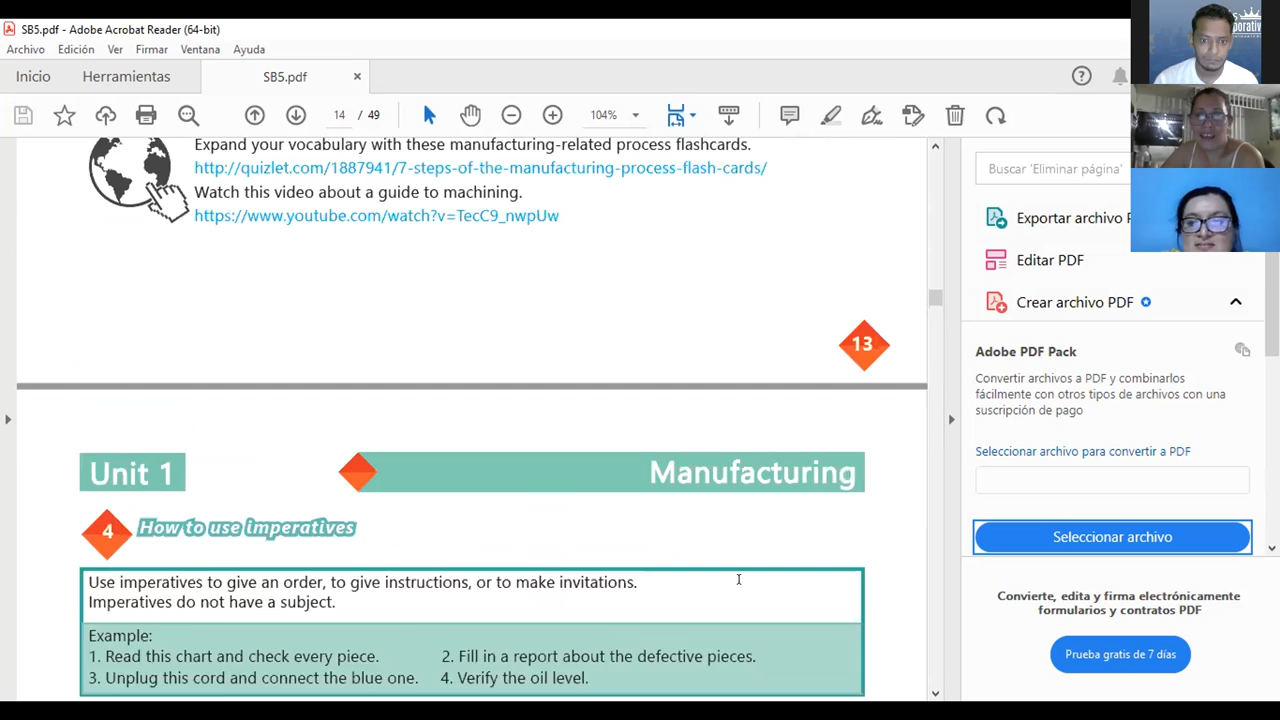 SB5.pdf - Adobe Acrobat Reader (64-bit)
Archivo Edición Ver Firmar Ventana Ayuda
Inicio Herramientas SB5.pdf ×
14 / 49 104%
Expand your vocabulary with these manufacturing-related process flashcards.
http://quizlet.com/1887941/7-steps-of-the-manufacturing-process-flash-cards/
Watch this video about a guide to machining.
https://www.youtube.com/watch?v=TecC9_nwpUw
13
Unit 1 Manufacturing
4 How to use imperatives
Use imperatives to give an order, to give instructions, or to make invitations.
Imperatives do not have a subject.
Example:
1. Read this chart and check every piece. 2. Fill in a report about the defective pieces.
3. Unplug this cord and connect the blue one. 4. Verify the oil level.
Buscar 'Eliminar página'
Exportar archivo P
Editar PDF
Crear archivo PDF
Adobe PDF Pack
Convertir archivos a PDF y combinarlos
fácilmente con otros tipos de archivos con una
suscripción de pago
Seleccionar archivo para convertir a PDF
Seleccionar archivo
Convierte, edita y firma electrónicamente
formularios y contratos PDF
Prueba gratis de 7 días